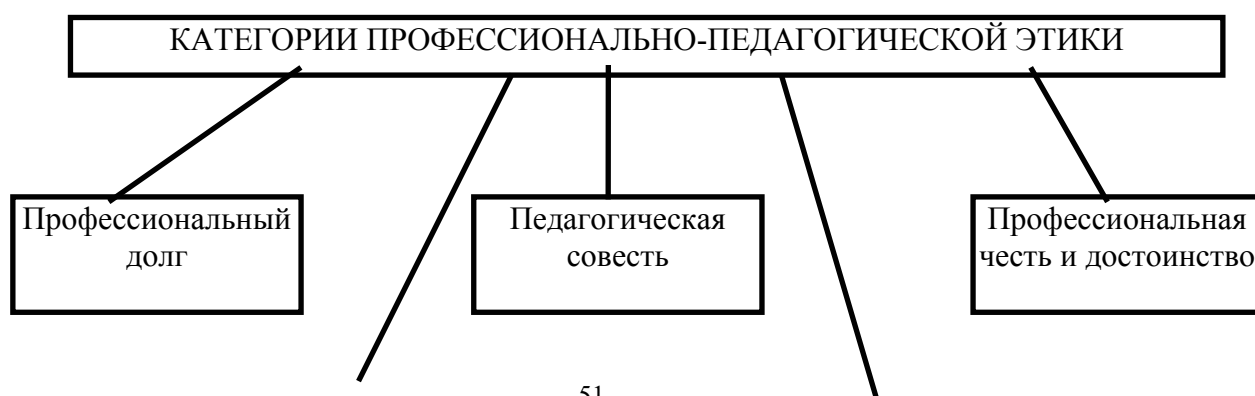 КАТЕГОРИИ ПРОФЕССИОНАЛЬНО-ПЕДАГОГИЧЕСКОЙ ЭТИКИ
Профессиональный
долг
Педагогическая
совесть
Профессиональная
честь и достоинство
51